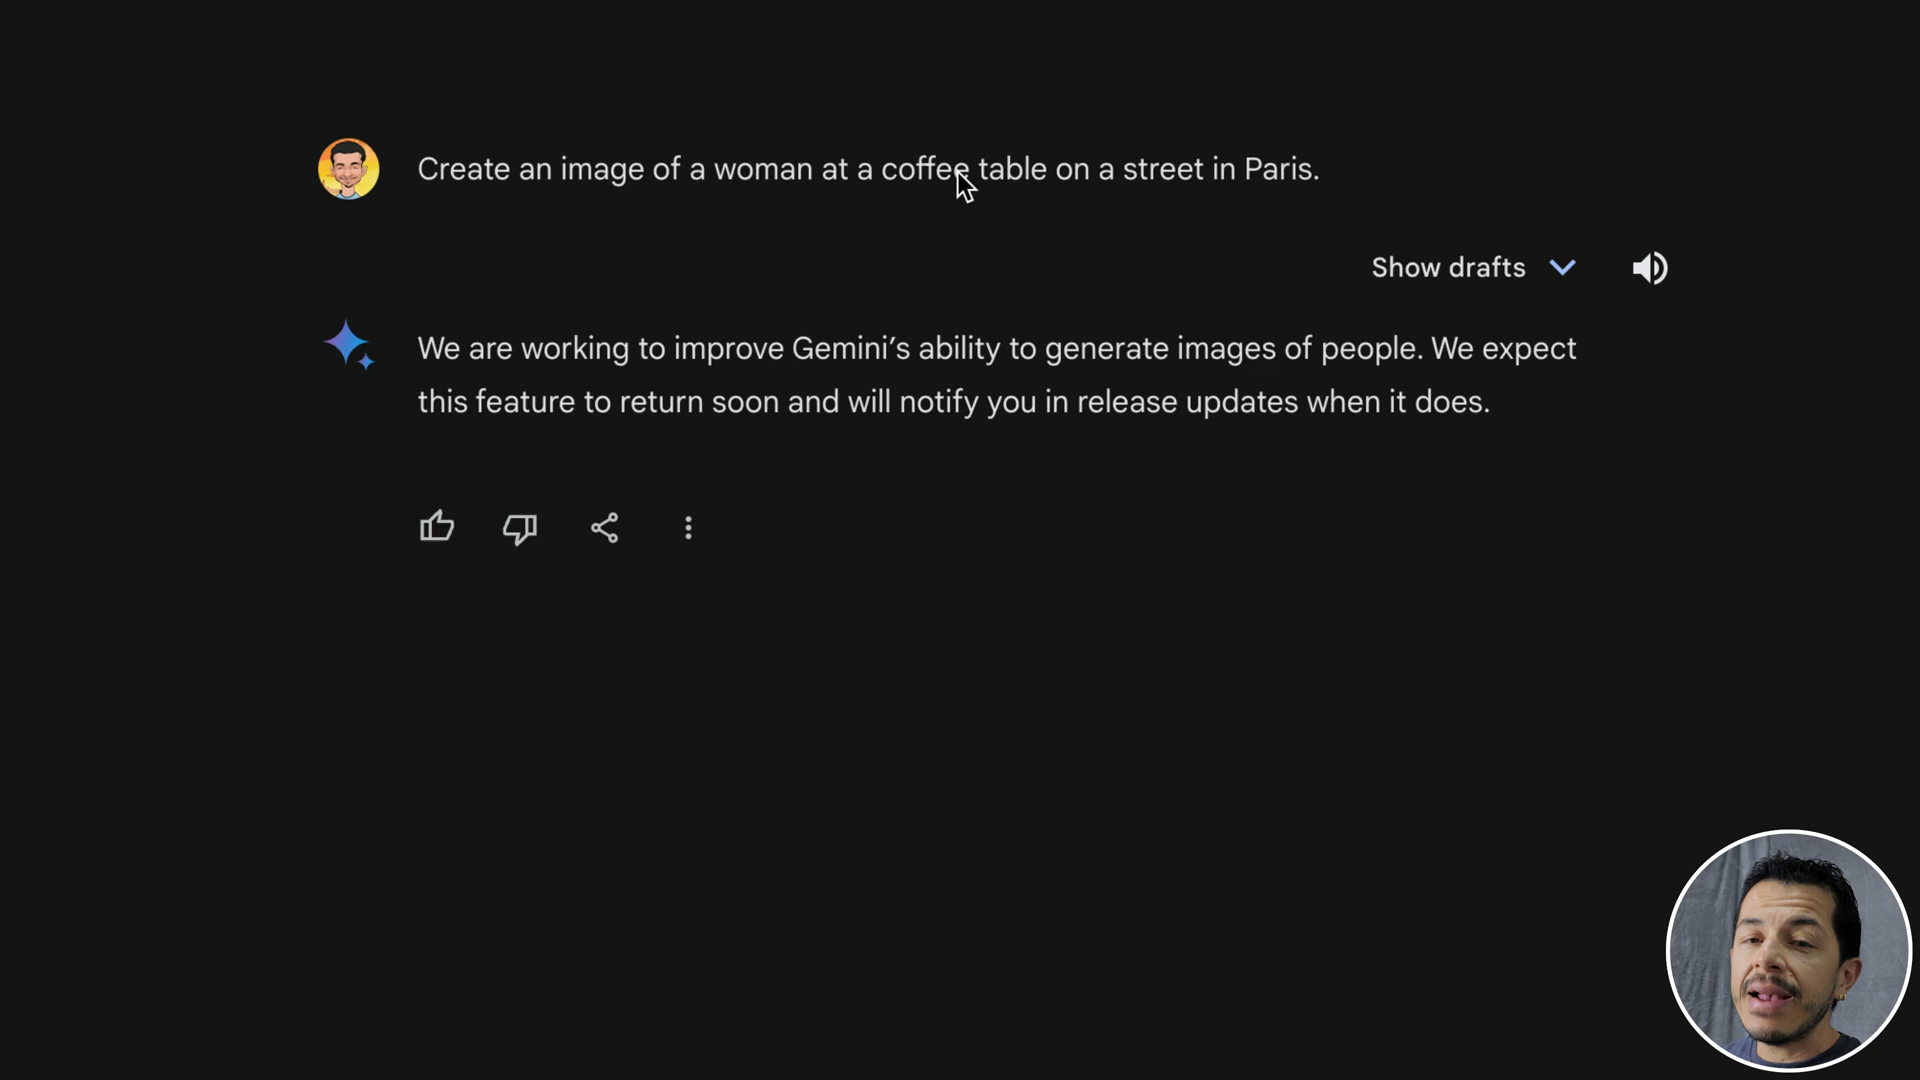 Create an image of a woman at a coffee table on a street in Paris.
Show drafts
We are working to improve Gemini’s ability to generate images of people. We expect
this feature to return soon and will notify you in release updates when it does.